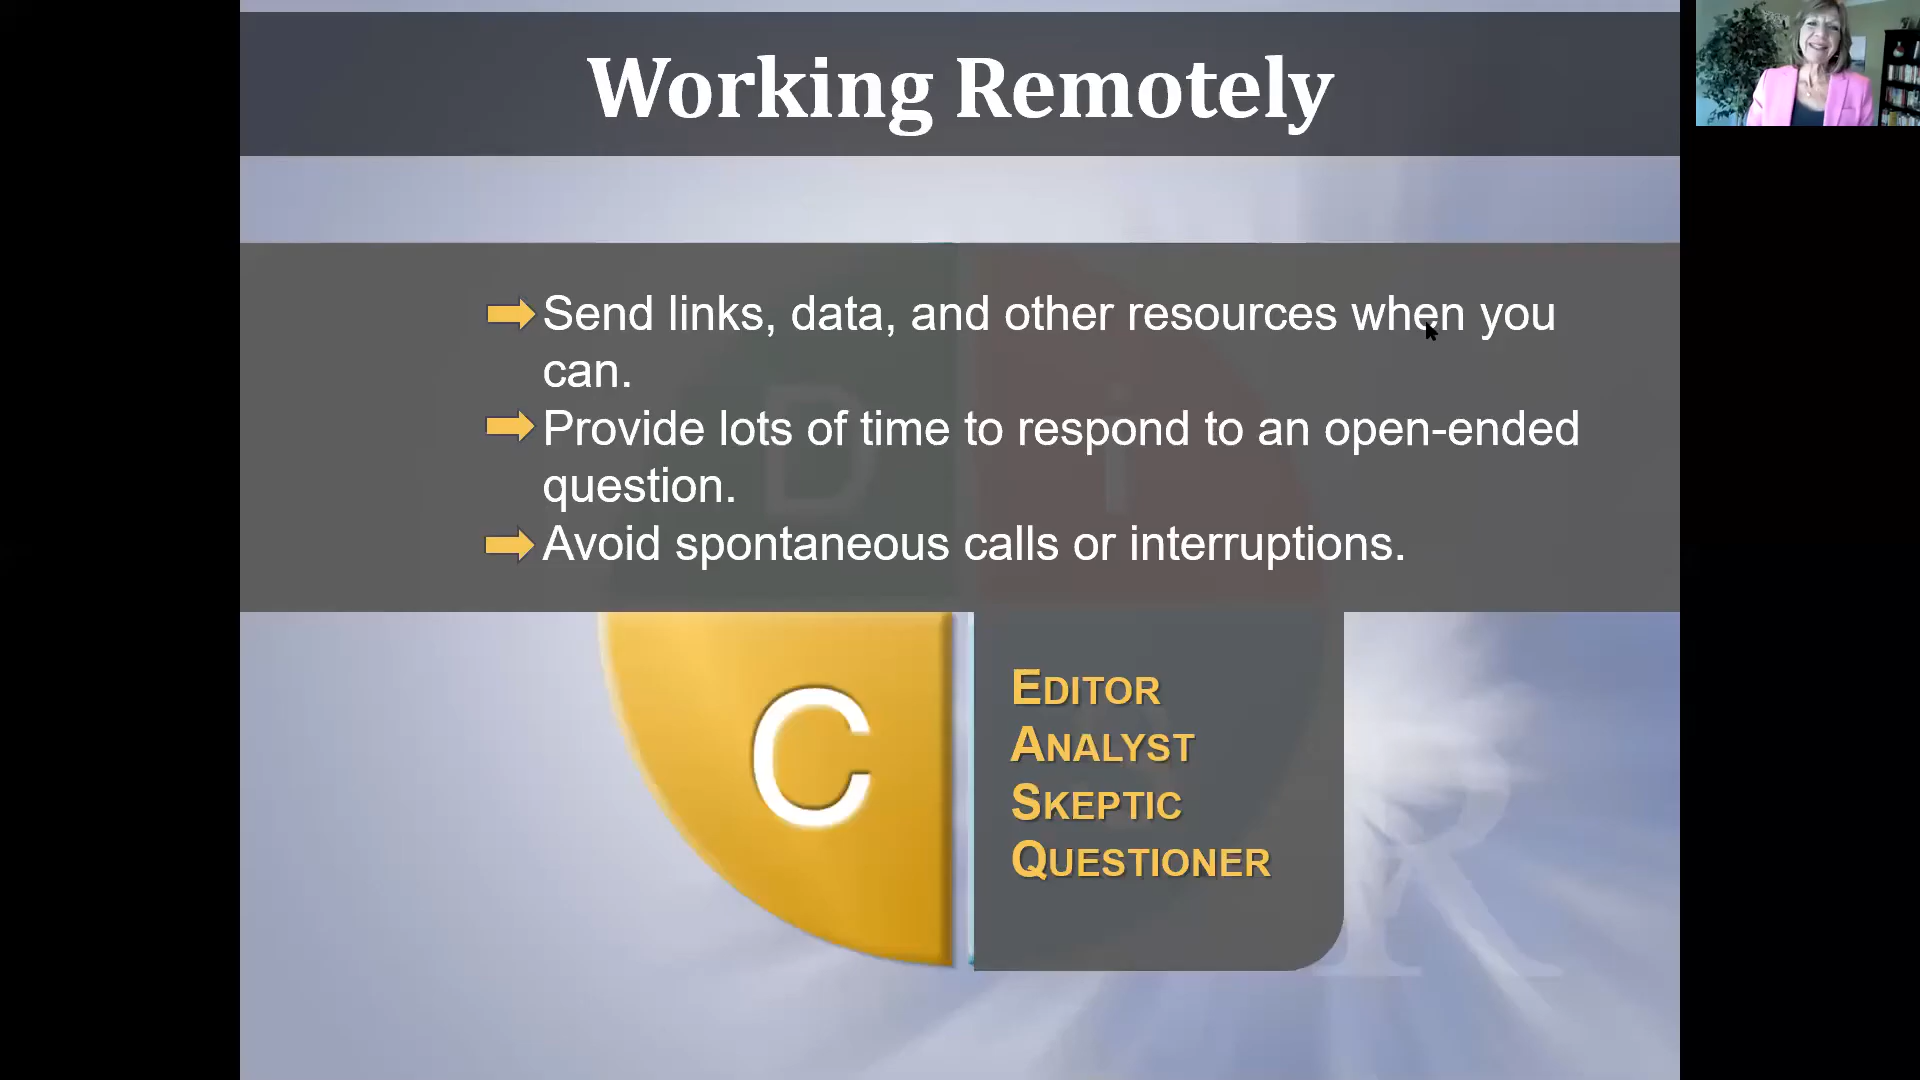 Working Remotely
Send links, data, and other resources when you
can.
Provide lots of time to respond to an open-ended
question.
Avoid spontaneous calls or interruptions.
D
i
C
EDITOR
ANALYST
SKEPTIC
QUESTIONER
R